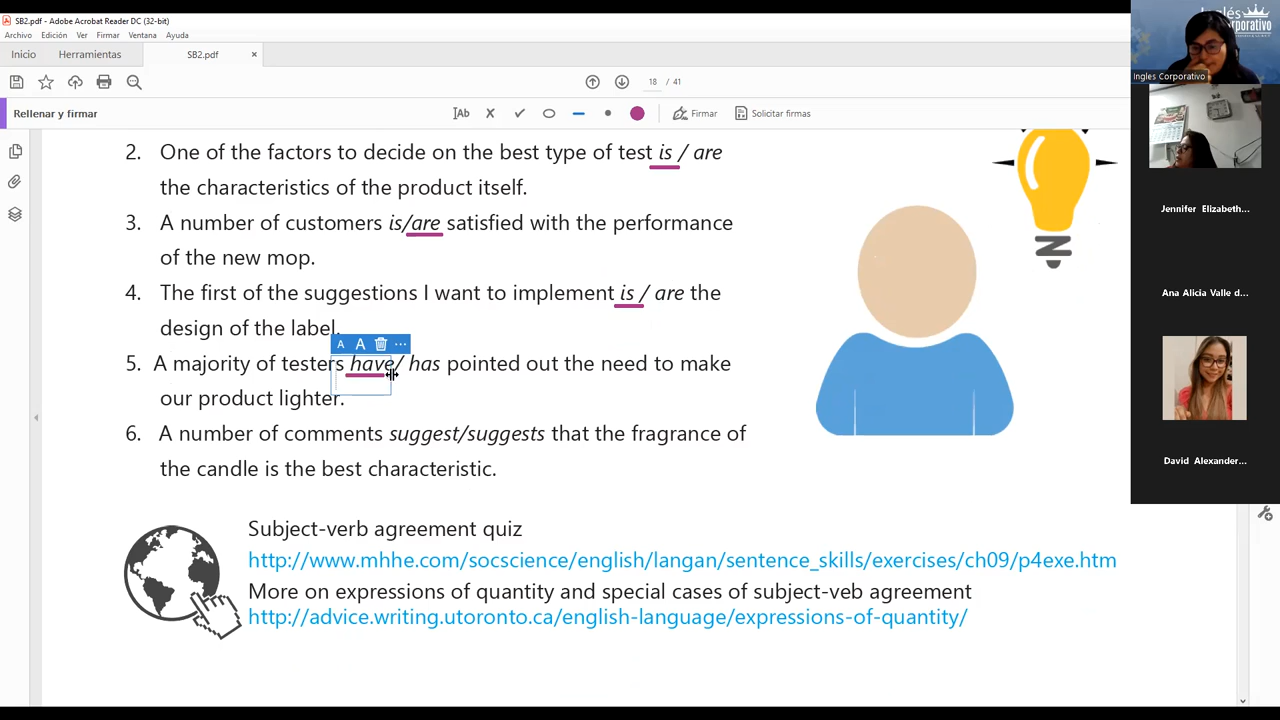 SB2.pdf - Adobe Acrobat Reader DC (32-bit)
Archivo Edición Ver Firmar Ventana Ayuda
Inicio Herramientas SB2.pdf ×
18 / 41
Rellenar y firmar
Ab
Firmar
Solicitar firmas
2. One of the factors to decide on the best type of test is / are
the characteristics of the product itself.
3. A number of customers is/are satisfied with the performance
of the new mop.
4. The first of the suggestions I want to implement is / are the
design of the label.
A A ...
5. A majority of testers have/ has pointed out the need to make
our product lighter.
6. A number of comments suggest/suggests that the fragrance of
the candle is the best characteristic.
Subject-verb agreement quiz
http://www.mhhe.com/socscience/english/langan/sentence_skills/exercises/ch09/p4exe.htm
More on expressions of quantity and special cases of subject-veb agreement
http://advice.writing.utoronto.ca/english-language/expressions-of-quantity/
Inglés
Ingles Corporativo
Jennifer Elizabeth...
Ana Alicia Valle d...
David Alexander...